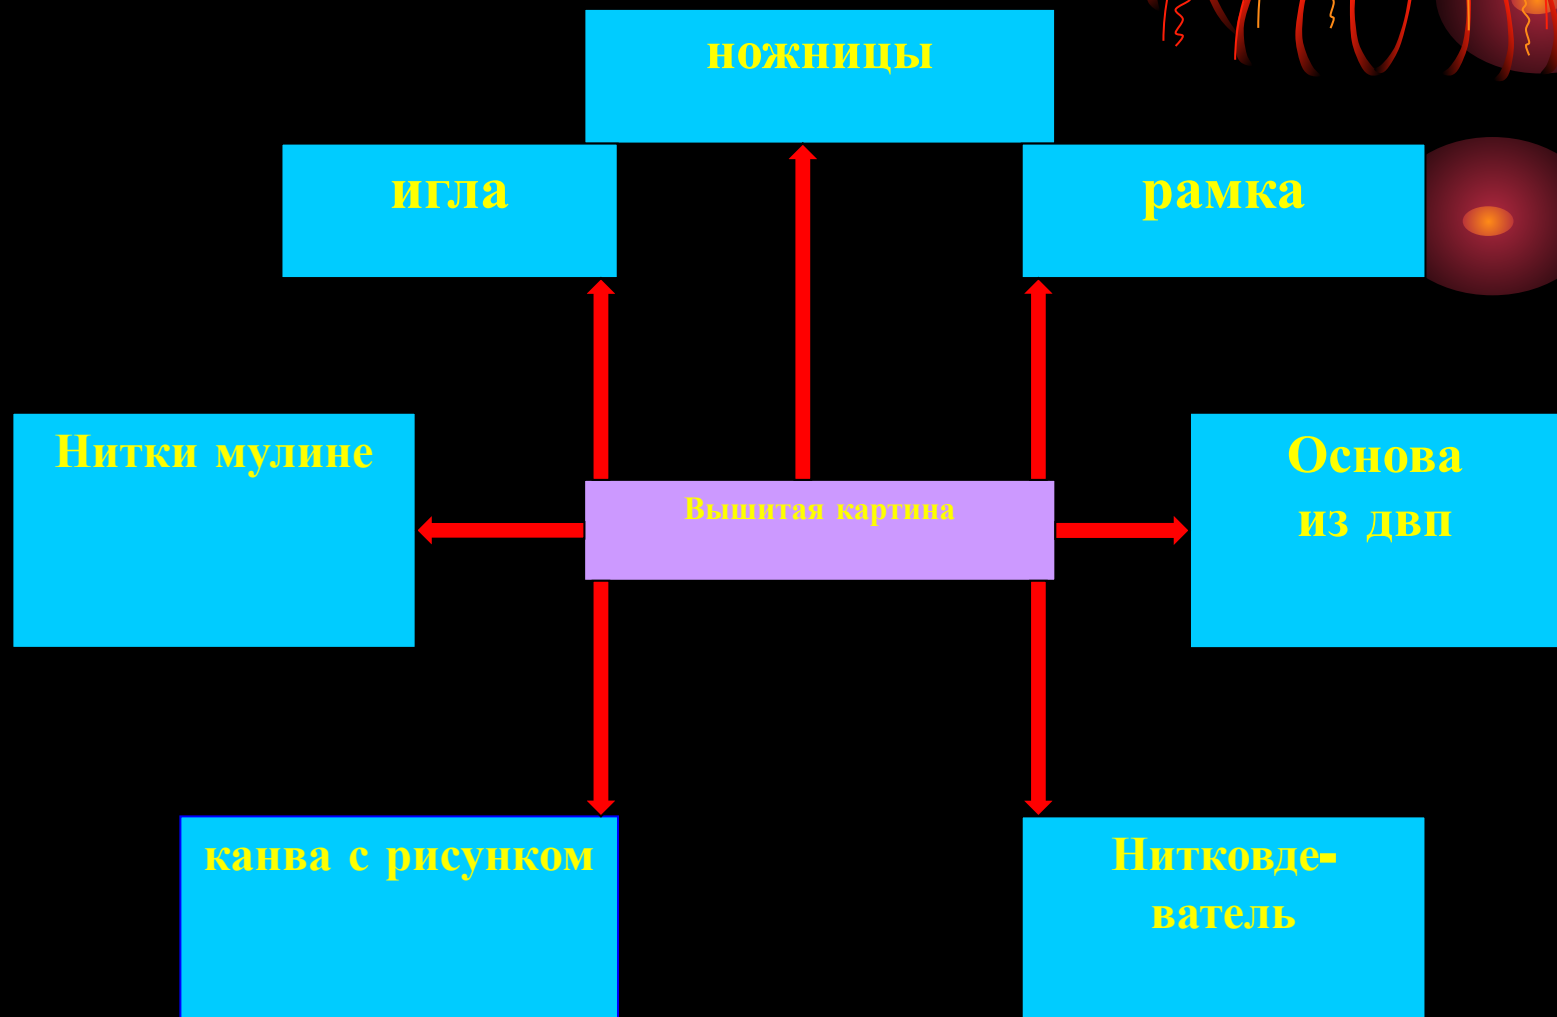 ножницы
игла
рамка
Нитки мулине
Основа
из двп
Вышитая картина
канва с рисунком
Нитковде-
ватель